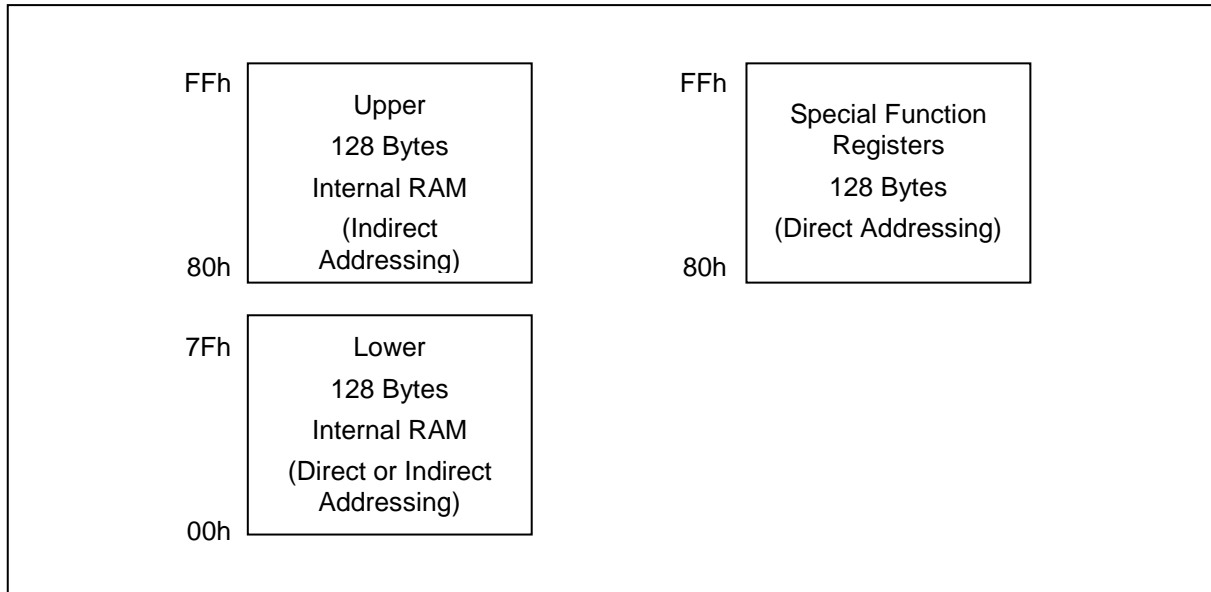 FFh
Upper
128 Bytes
Internal RAM
(Indirect
Addressing)
80h
FFh
Special Function
Registers
128 Bytes
(Direct Addressing)
80h
7Fh
Lower
128 Bytes
Internal RAM
(Direct or Indirect
Addressing)
00h